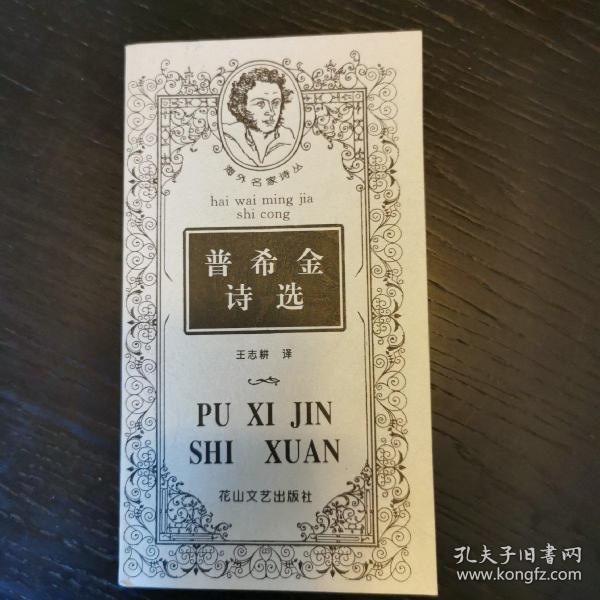 海外名家诗丛
hai wai ming jia
shi cong
普希金
诗选
王志耕 译
PU XI JIN
SHI XUAN
花山文艺出版社
孔夫子旧书网
www.kongfz.com